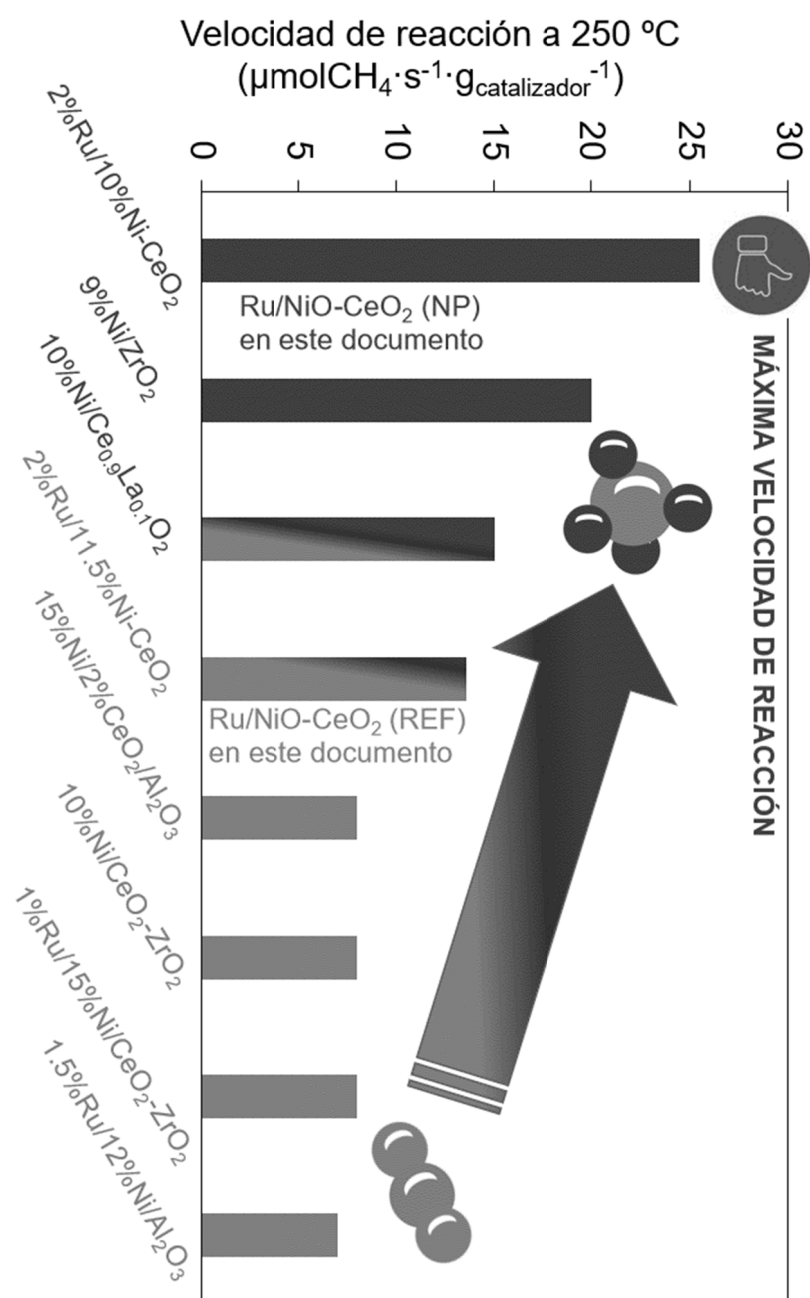 Velocidad de reacción a 250 ºC
(µmolCH₄·s⁻¹·g꜀ₐₜₐₗᵢzₐdₒᵣ⁻¹)
0
5
10
15
20
25
30
2%Ru/10%Ni-CeO₂
9%Ni/ZrO₂
10%Ni/Ce₀.₉La₀.₁O₂
2%Ru/11.5%Ni-CeO₂
15%Ni/2%CeO₂/Al₂O₃
10%Ni/CeO₂-ZrO₂
1%Ru/15%Ni/CeO₂-ZrO₂
1.5%Ru/12%Ni/Al₂O₃
Ru/NiO-CeO₂ (NP)
en este documento
Ru/NiO-CeO₂ (REF)
en este documento
MÁXIMA VELOCIDAD DE REACCIÓN